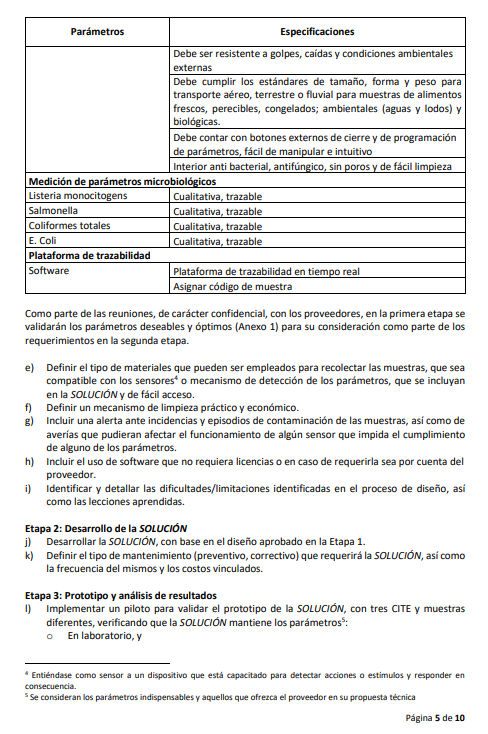 Parámetros Especificaciones
Debe ser resistente a golpes, caídas y condiciones ambientales
externas
Debe cumplir los estándares de tamaño, forma y peso para
transporte aéreo, terrestre o fluvial para muestras de alimentos
frescos, perecibles, congelados; ambientales (aguas y lodos) y
biológicas.
Debe contar con botones externos de cierre y de programación
de parámetros, fácil de manipular e intuitivo
Interior anti bacterial, antifúngico, sin poros y de fácil limpieza
Medición de parámetros microbiológicos
Listeria monocitogens Cualitativa, trazable
Salmonella Cualitativa, trazable
Coliformes totales Cualitativa, trazable
E. Coli Cualitativa, trazable
Plataforma de trazabilidad
Software Plataforma de trazabilidad en tiempo real
Asignar código de muestra
Como parte de las reuniones, de carácter confidencial, con los proveedores, en la primera etapa se
validarán los parámetros deseables y óptimos (Anexo 1) para su consideración como parte de los
requerimientos en la segunda etapa.
e) Definir el tipo de materiales que pueden ser empleados para recolectar las muestras, que sea
compatible con los sensores⁴ o mecanismo de detección de los parámetros, que se incluyan
en la SOLUCIÓN y de fácil acceso.
f) Definir un mecanismo de limpieza práctico y económico.
g) Incluir una alerta ante incidencias y episodios de contaminación de las muestras, así como de
averías que pudieran afectar el funcionamiento de algún sensor que impida el cumplimiento
de alguno de los parámetros.
h) Incluir el uso de software que no requiera licencias o en caso de requerirla sea por cuenta del
proveedor.
i) Identificar y detallar las dificultades/limitaciones identificadas en el proceso de diseño, así
como las lecciones aprendidas.
Etapa 2: Desarrollo de la SOLUCIÓN
j) Desarrollar la SOLUCIÓN, con base en el diseño aprobado en la Etapa 1.
k) Definir el tipo de mantenimiento (preventivo, correctivo) que requerirá la SOLUCIÓN, así como
la frecuencia del mismos y los costos vinculados.
Etapa 3: Prototipo y análisis de resultados
l) Implementar un piloto para validar el prototipo de la SOLUCIÓN, con tres CITE y muestras
diferentes, verificando que la SOLUCIÓN mantiene los parámetros⁵:
o En laboratorio, y
⁴ Entiéndase como sensor a un dispositivo que está capacitado para detectar acciones o estímulos y responder en
consecuencia.
⁵ Se consideran los parámetros indispensables y aquellos que ofrezca el proveedor en su propuesta técnica
Página 5 de 10